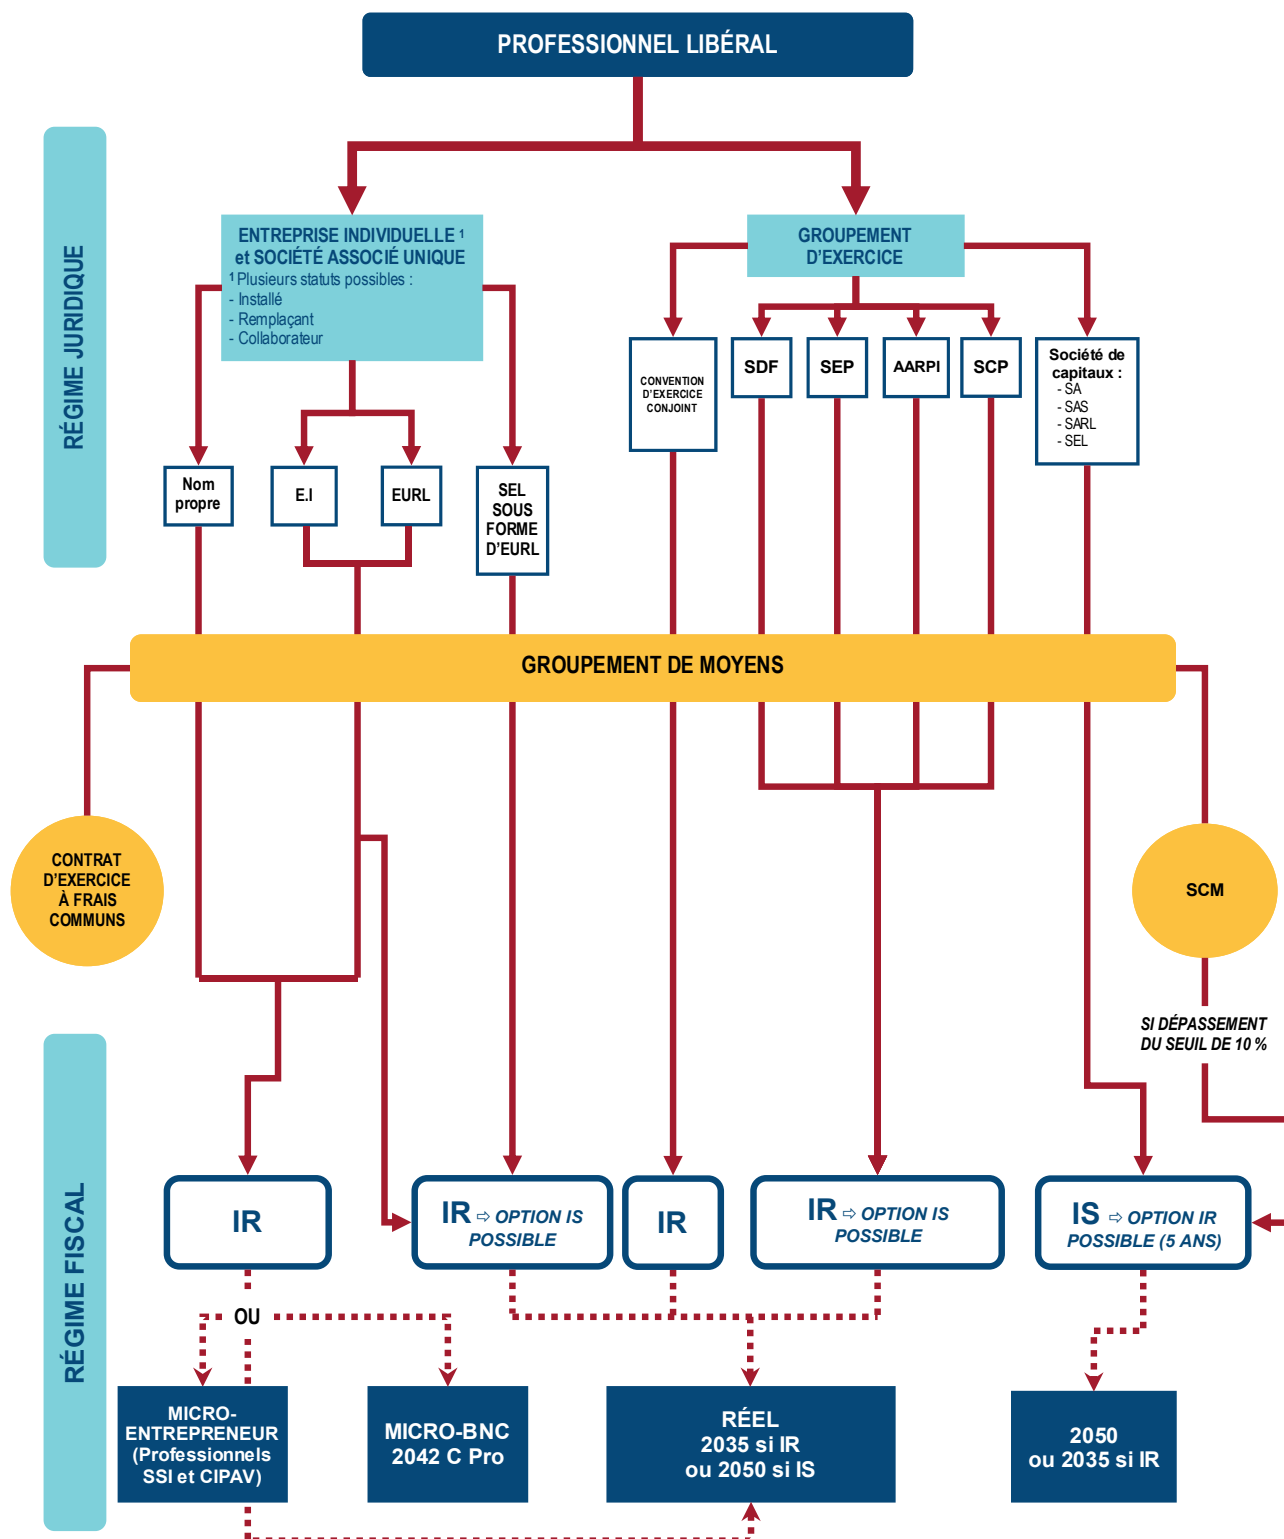 PROFESSIONNEL LIBÉRAL
RÉGIME JURIDIQUE
ENTREPRISE INDIVIDUELLE ¹
et SOCIÉTÉ ASSOCIÉ UNIQUE
¹ Plusieurs statuts possibles :
- Installé
- Remplaçant
- Collaborateur
GROUPEMENT
D’EXERCICE
Nom
propre
E.I
EURL
SEL
SOUS
FORME
D’EURL
CONVENTION
D’EXERCICE
CONJOINT
SDF
SEP
AARPI
SCP
Société de
capitaux :
- SA
- SAS
- SARL
- SEL
GROUPEMENT DE MOYENS
CONTRAT
D’EXERCICE
À FRAIS
COMMUNS
SCM
SI DÉPASSEMENT
DU SEUIL DE 10 %
RÉGIME FISCAL
IR
IR ⇨ OPTION IS
POSSIBLE
IR
IR ⇨ OPTION IS
POSSIBLE
IS ⇨ OPTION IR
POSSIBLE (5 ANS)
OU
MICRO-
ENTREPRENEUR
(Professionnels
SSI et CIPAV)
MICRO-BNC
2042 C Pro
RÉEL
2035 si IR
ou 2050 si IS
2050
ou 2035 si IR